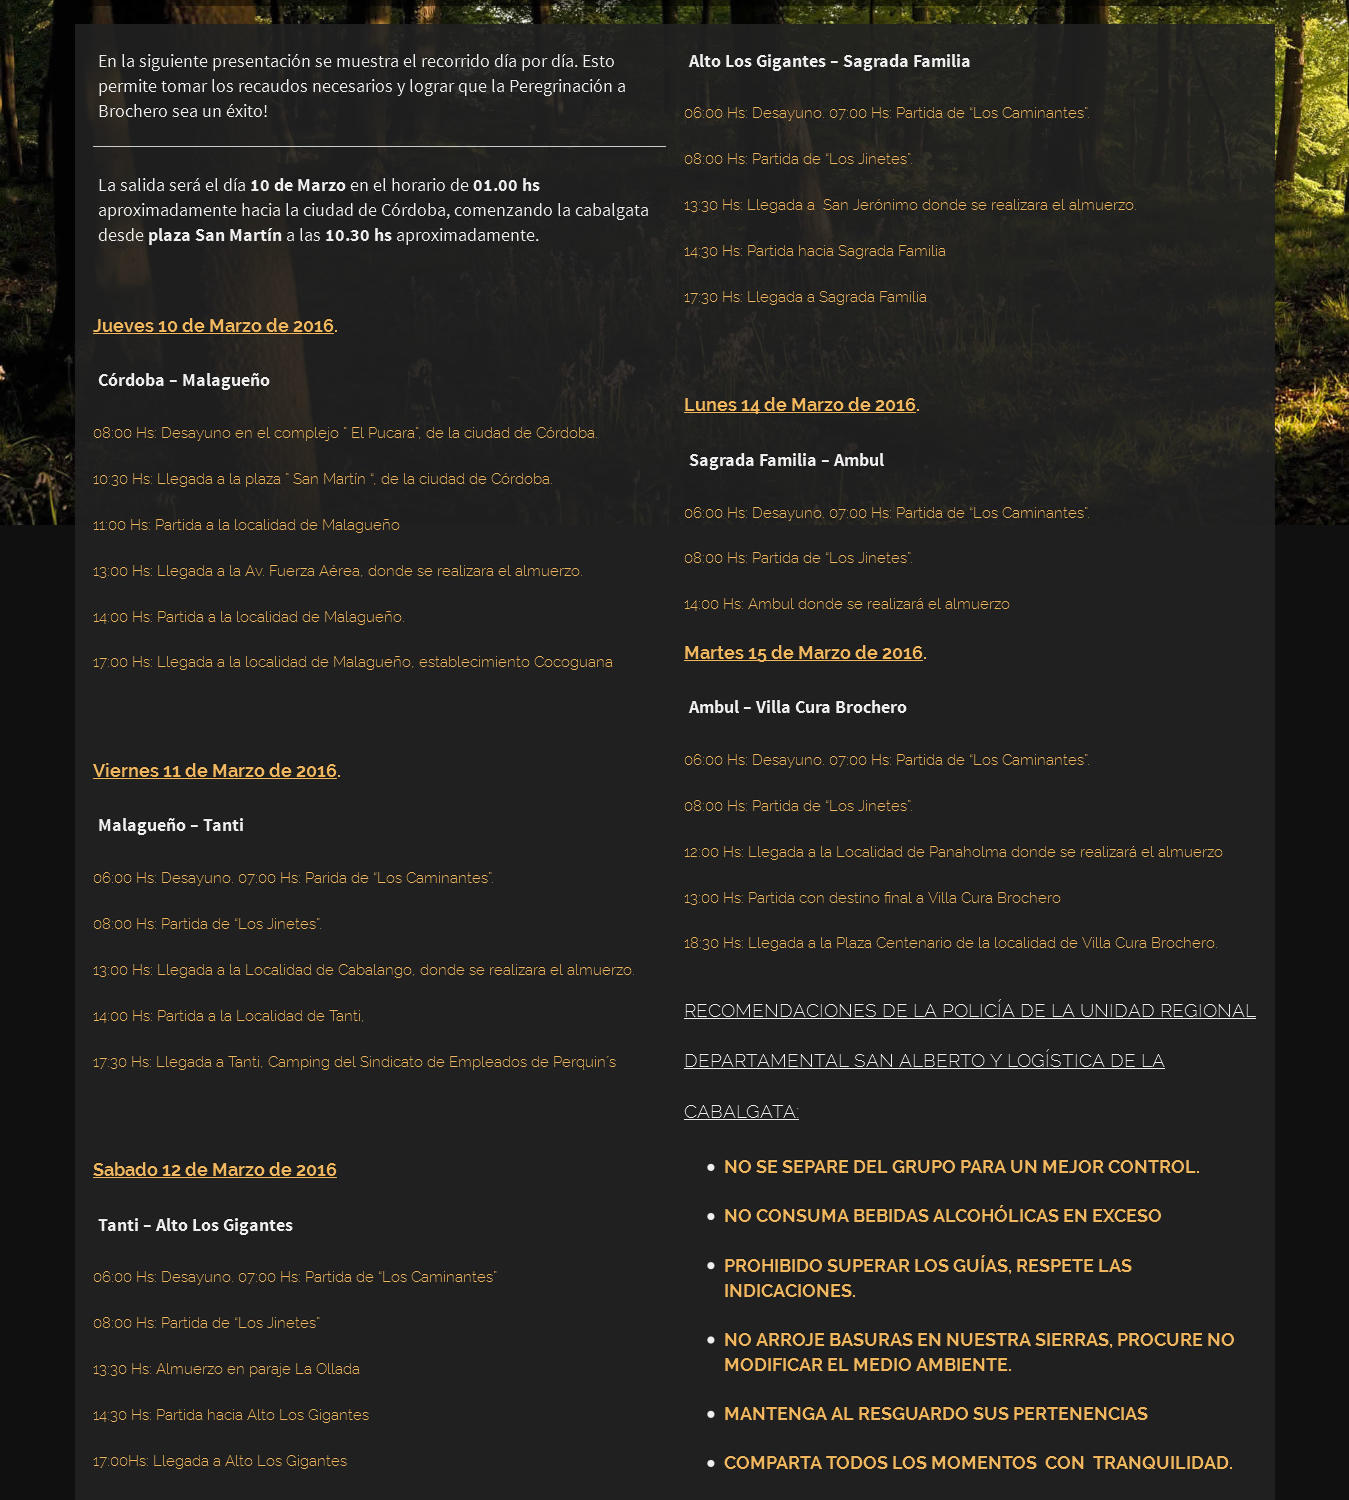 En la siguiente presentación se muestra el recorrido día por día. Esto
permite tomar los recaudos necesarios y lograr que la Peregrinación a
Brochero sea un éxito!
La salida será el día 10 de Marzo en el horario de 01.00 hs
aproximadamente hacia la ciudad de Córdoba, comenzando la cabalgata
desde plaza San Martín a las 10.30 hs aproximadamente.
Jueves 10 de Marzo de 2016.
Córdoba – Malagueño
08:00 Hs: Desayuno en el complejo ” El Pucara”, de la ciudad de Córdoba.
10:30 Hs: Llegada a la plaza ” San Martín “, de la ciudad de Córdoba.
11:00 Hs: Partida a la localidad de Malagueño
13:00 Hs: Llegada a la Av. Fuerza Aérea, donde se realizara el almuerzo.
14:00 Hs: Partida a la localidad de Malagueño.
17:00 Hs: Llegada a la localidad de Malagueño, establecimiento Cocoguana
Viernes 11 de Marzo de 2016.
Malagueño – Tanti
06:00 Hs: Desayuno. 07:00 Hs: Parida de “Los Caminantes”.
08:00 Hs: Partida de “Los Jinetes”.
13:00 Hs: Llegada a la Localidad de Cabalango, donde se realizara el almuerzo.
14:00 Hs: Partida a la Localidad de Tanti,
17:30 Hs: Llegada a Tanti, Camping del Sindicato de Empleados de Perquin´s
Sabado 12 de Marzo de 2016
Tanti – Alto Los Gigantes
06:00 Hs: Desayuno. 07:00 Hs: Partida de “Los Caminantes”
08:00 Hs: Partida de “Los Jinetes”
13:30 Hs: Almuerzo en paraje La Ollada
14:30 Hs: Partida hacia Alto Los Gigantes
17:00Hs: Llegada a Alto Los Gigantes
Alto Los Gigantes – Sagrada Familia
06:00 Hs: Desayuno. 07:00 Hs: Partida de “Los Caminantes”.
08:00 Hs: Partida de “Los Jinetes”.
13:30 Hs: Llegada a  San Jerónimo donde se realizara el almuerzo.
14:30 Hs: Partida hacia Sagrada Familia
17:30 Hs: Llegada a Sagrada Familia
Lunes 14 de Marzo de 2016.
Sagrada Familia – Ambul
06:00 Hs: Desayuno. 07:00 Hs: Partida de “Los Caminantes”.
08:00 Hs: Partida de “Los Jinetes”.
14:00 Hs: Ambul donde se realizará el almuerzo
Martes 15 de Marzo de 2016.
Ambul – Villa Cura Brochero
06:00 Hs: Desayuno. 07:00 Hs: Partida de “Los Caminantes”.
08:00 Hs: Partida de “Los Jinetes”.
12:00 Hs: Llegada a la Localidad de Panaholma donde se realizará el almuerzo
13:00 Hs: Partida con destino final a Villa Cura Brochero
18:30 Hs: Llegada a la Plaza Centenario de la localidad de Villa Cura Brochero.
RECOMENDACIONES DE LA POLICÍA DE LA UNIDAD REGIONAL
DEPARTAMENTAL SAN ALBERTO Y LOGÍSTICA DE LA
CABALGATA:
• NO SE SEPARE DEL GRUPO PARA UN MEJOR CONTROL.
• NO CONSUMA BEBIDAS ALCOHÓLICAS EN EXCESO
• PROHIBIDO SUPERAR LOS GUÍAS, RESPETE LAS
INDICACIONES.
• NO ARROJE BASURAS EN NUESTRA SIERRAS, PROCURE NO
MODIFICAR EL MEDIO AMBIENTE.
• MANTENGA AL RESGUARDO SUS PERTENENCIAS
• COMPARTA TODOS LOS MOMENTOS  CON  TRANQUILIDAD.